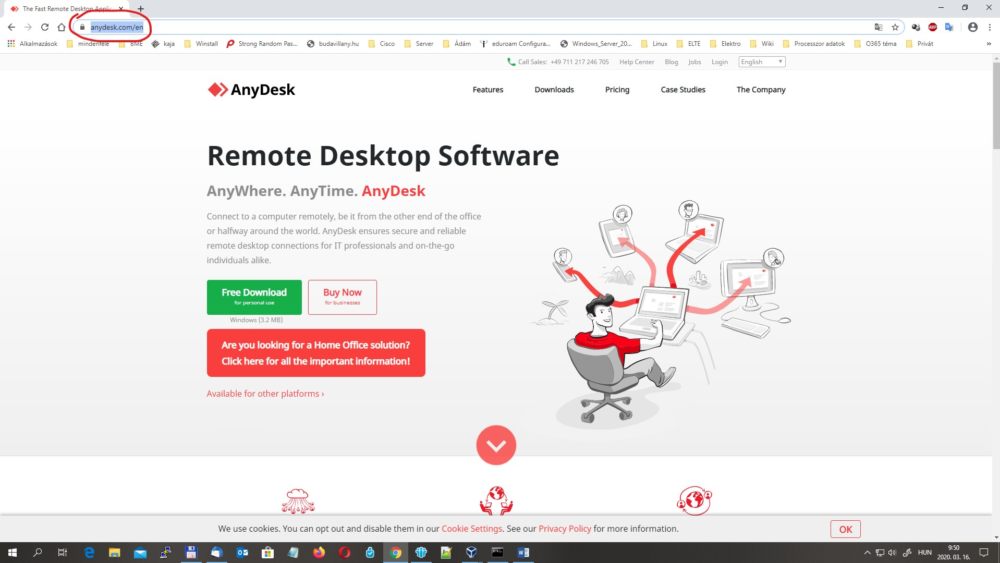 The Fast Remote Desktop Applic
anydesk.com/en
ABP
Alkalmazások mindenféle BME kaja Winstall Strong Random Pas... budavillany.hu Cisco Server Ádám eduroam Configura... Windows_Server_20... Linux ELTE Elektro Wiki Processzor adatok O365 téma Privát »
Call Sales: +49 711 217 246 705 Help Center Blog Jobs Login English
AnyDesk Features Downloads Pricing Case Studies The Company
Remote Desktop Software
AnyWhere. AnyTime. AnyDesk
Connect to a computer remotely, be it from the other end of the office
or halfway around the world. AnyDesk ensures secure and reliable
remote desktop connections for IT professionals and on-the-go
individuals alike.
Free Download Buy Now
for personal use for businesses
Windows (3.2 MB)
Are you looking for a Home Office solution?
Click here for all the important information!
Available for other platforms ›
We use cookies. You can opt out and disable them in our Cookie Settings. See our Privacy Policy for more information. OK
HUN 9:50
2020. 03. 16.